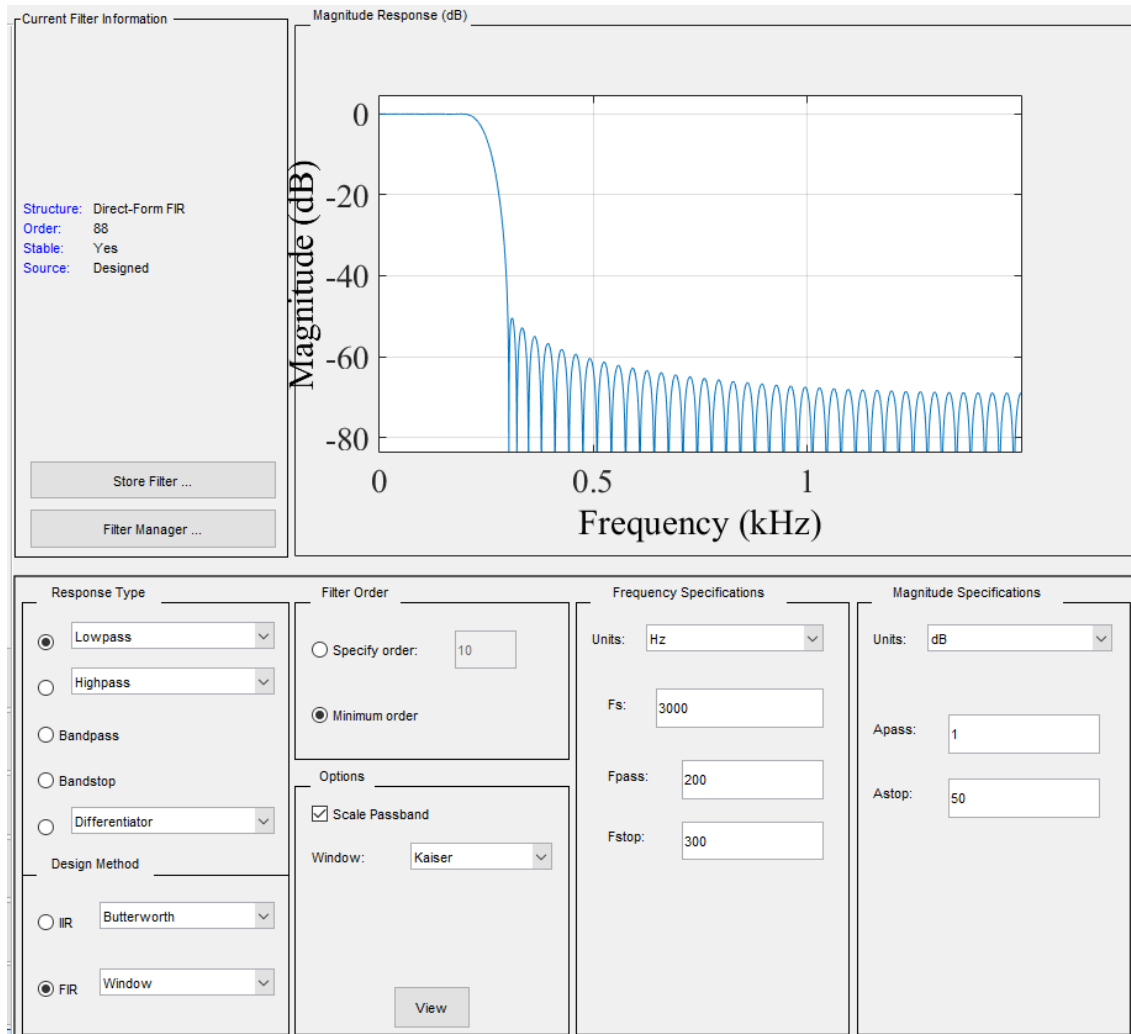 Current Filter Information
Structure: Direct-Form FIR
Order: 88
Stable: Yes
Source: Designed
Store Filter ...
Filter Manager ...
Magnitude Response (dB)
Magnitude (dB)
0
-20
-40
-60
-80
0 0.5 1
Frequency (kHz)
Response Type
Lowpass
Highpass
Bandpass
Bandstop
Differentiator
Design Method
IIR Butterworth
FIR Window
Filter Order
Specify order: 10
Minimum order
Options
Scale Passband
Window: Kaiser
View
Frequency Specifications
Units: Hz
Fs: 3000
Fpass: 200
Fstop: 300
Magnitude Specifications
Units: dB
Apass: 1
Astop: 50